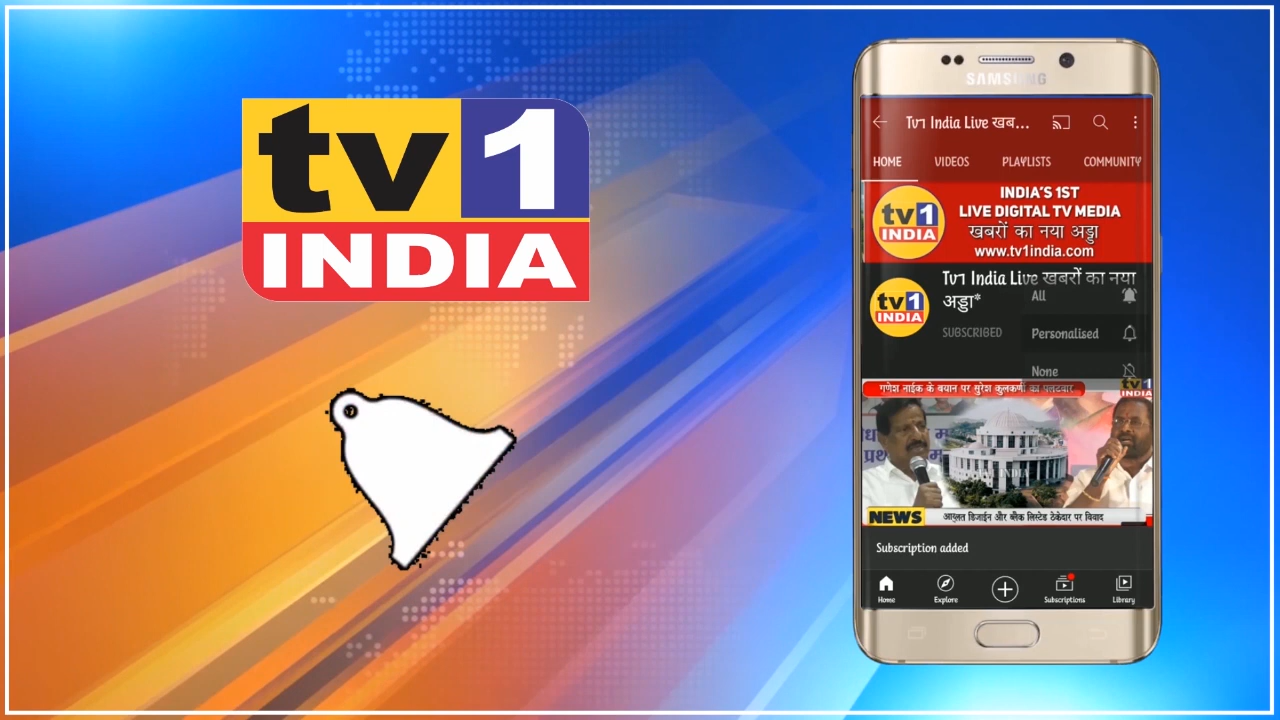 tv1
INDIA
SAMSUNG
Tv1 India Live खब...
HOME
VIDEOS
PLAYLISTS
COMMUNITY
tv1
INDIA
INDIA'S 1ST
LIVE DIGITAL TV MEDIA
खबरों का नया अड्डा
www.tv1india.com
tv1
INDIA
Tv1 India Live खबरों का नया
अड्डा*
SUBSCRIBED
All
Personalised
None
गणेश नाईक के बयान पर सुरेश कुलकर्णी का पलटवार
tv1
INDIA
NEWS
डिजाईन और ब्लैक लिस्टेड ठेकेदार पर विवाद
Subscription added
Home
Explore
Subscriptions
Library